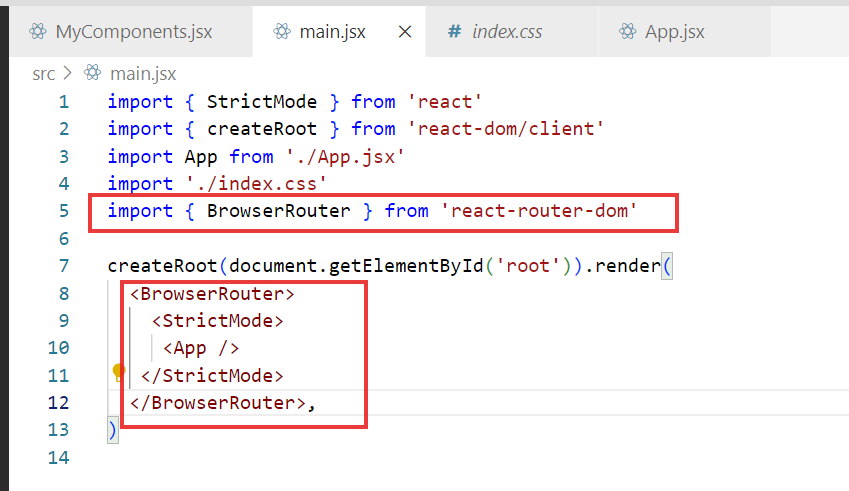 MyComponents.jsx main.jsx # index.css App.jsx
src > main.jsx
1 import { StrictMode } from 'react'
2 import { createRoot } from 'react-dom/client'
3 import App from './App.jsx'
4 import './index.css'
5 import { BrowserRouter } from 'react-router-dom'
6
7 createRoot(document.getElementById('root')).render(
8 <BrowserRouter>
9 <StrictMode>
10 <App />
11 </StrictMode>
12 </BrowserRouter>,
13 )
14